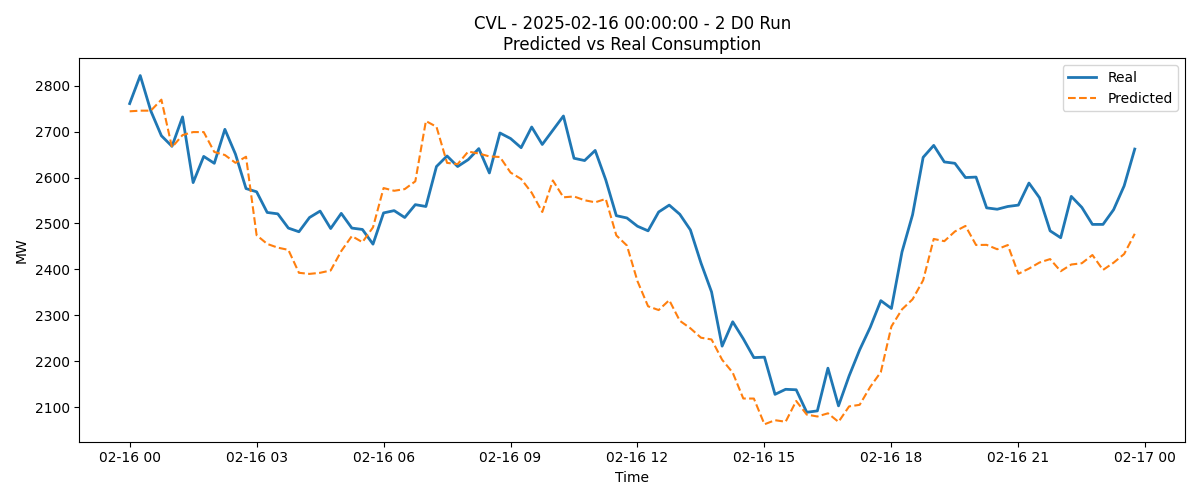 CVL - 2025-02-16 00:00:00 - 2 D0 Run
Predicted vs Real Consumption
Real
Predicted
MW
2800
2700
2600
2500
2400
2300
2200
2100
02-16 00
02-16 03
02-16 06
02-16 09
02-16 12
02-16 15
02-16 18
02-16 21
02-17 00
Time